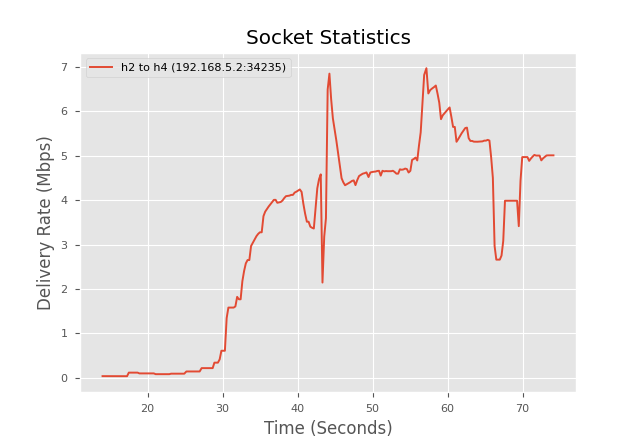 Socket Statistics
h2 to h4 (192.168.5.2:34235)
Delivery Rate (Mbps)
7
6
5
4
3
2
1
0
20 30 40 50 60 70
Time (Seconds)